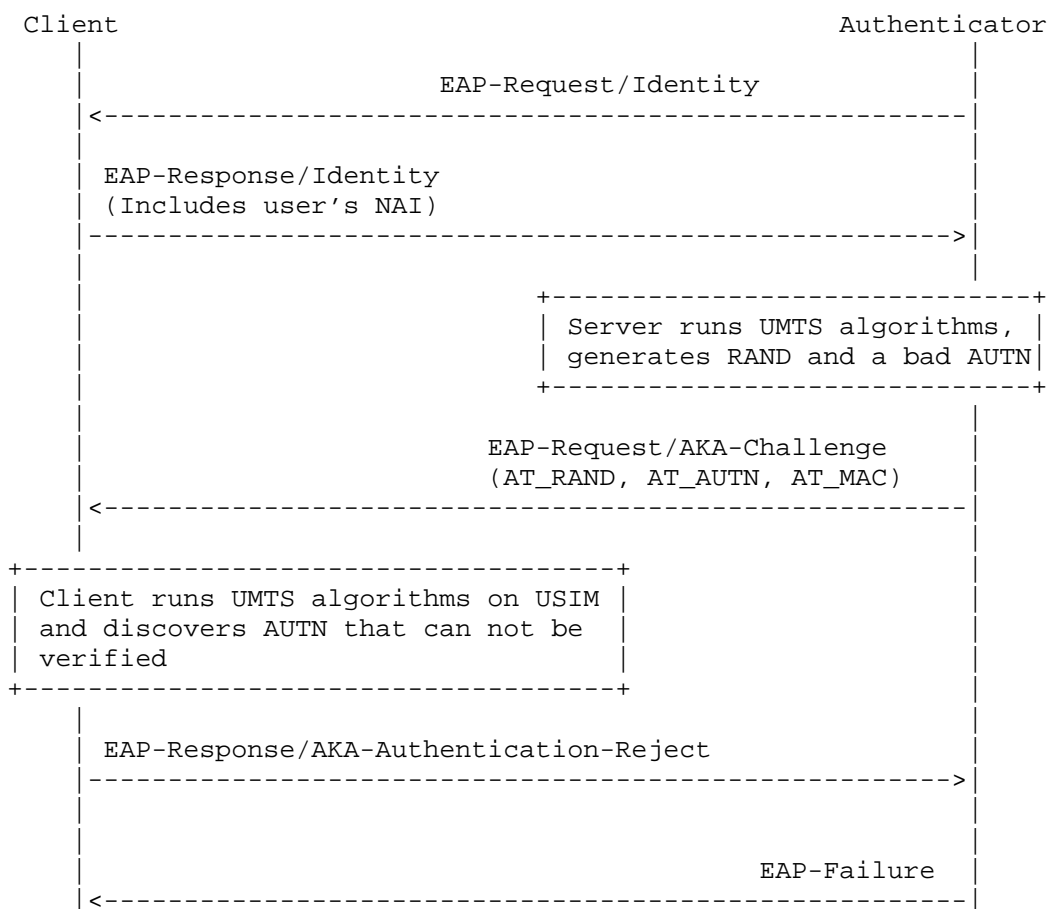 Client Authenticator
EAP-Request/Identity
EAP-Response/Identity
(Includes user's NAI)
Server runs UMTS algorithms,
generates RAND and a bad AUTN
EAP-Request/AKA-Challenge
(AT_RAND, AT_AUTN, AT_MAC)
Client runs UMTS algorithms on USIM
and discovers AUTN that can not be
verified
EAP-Response/AKA-Authentication-Reject
EAP-Failure